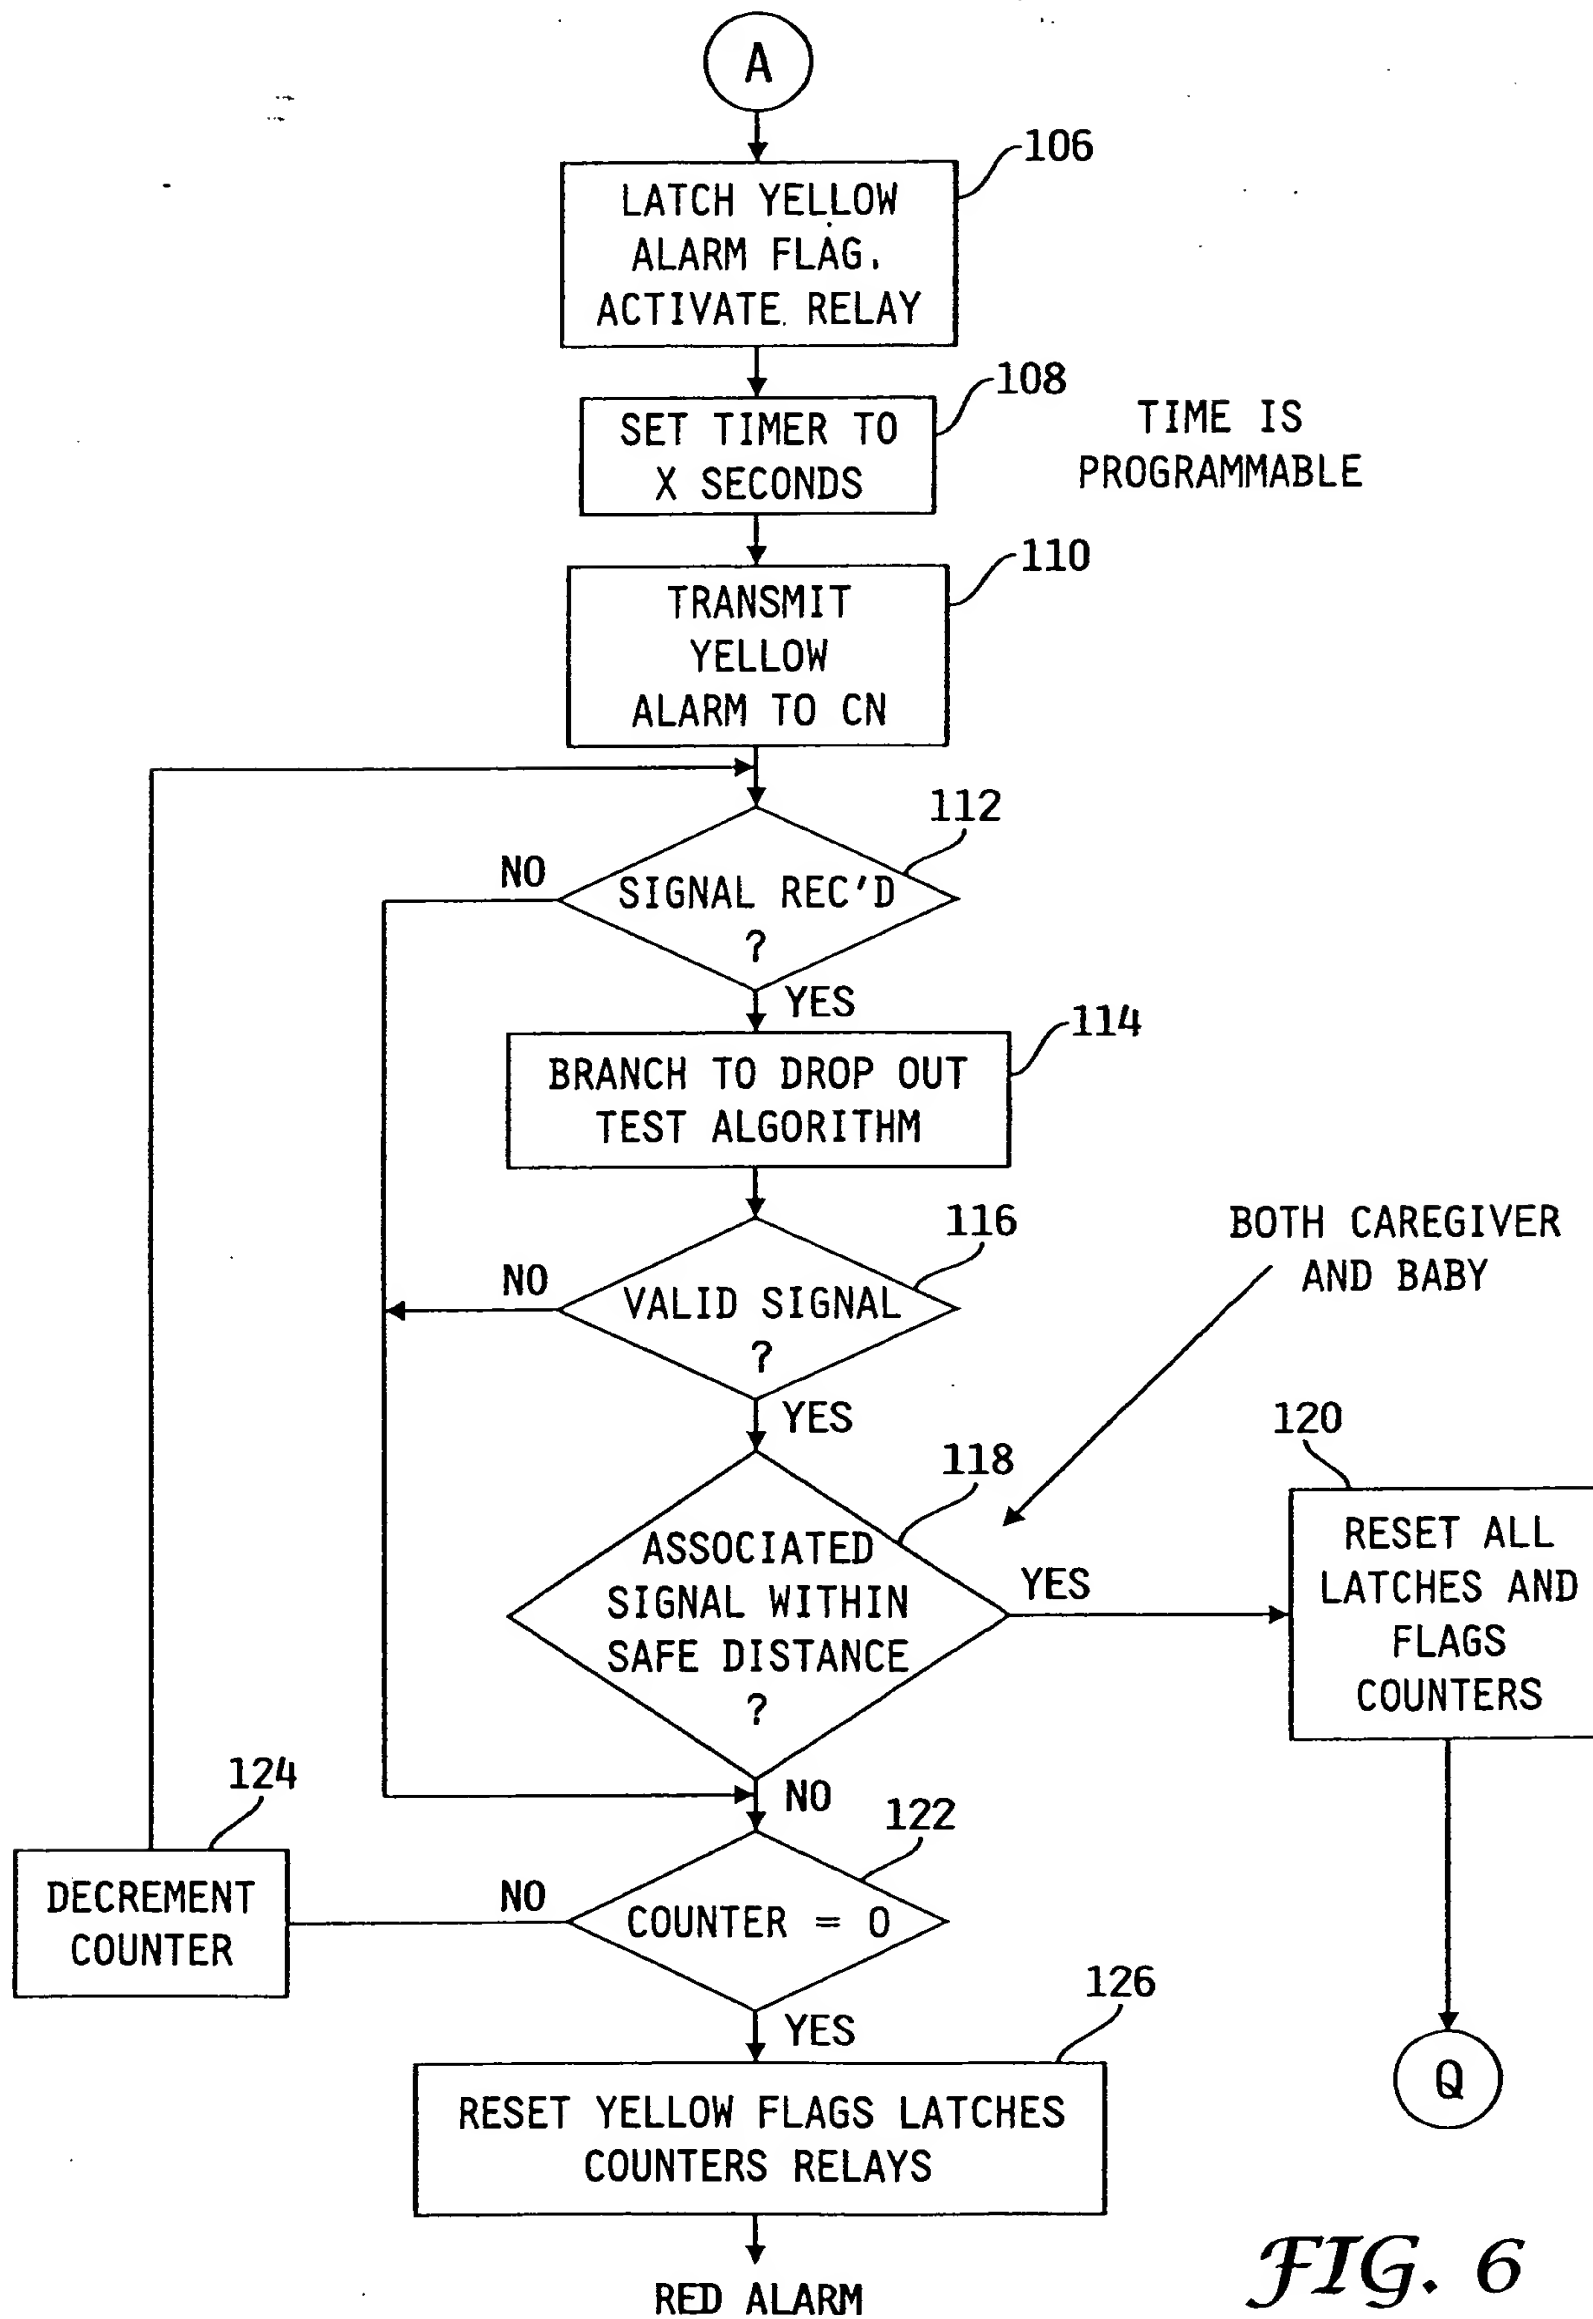 A
106
LATCH YELLOW
ALARM FLAG.
ACTIVATE RELAY
108
SET TIMER TO
X SECONDS
TIME IS
PROGRAMMABLE
110
TRANSMIT
YELLOW
ALARM TO CN
112
NO
SIGNAL REC'D
?
YES
114
BRANCH TO DROP OUT
TEST ALGORITHM
116
NO
VALID SIGNAL
?
YES
BOTH CAREGIVER
AND BABY
118
ASSOCIATED
SIGNAL WITHIN
SAFE DISTANCE
?
YES
120
RESET ALL
LATCHES AND
FLAGS
COUNTERS
NO
124
DECREMENT
COUNTER
122
NO
COUNTER = 0
YES
126
RESET YELLOW FLAGS LATCHES
COUNTERS RELAYS
Q
RED ALARM
FIG. 6